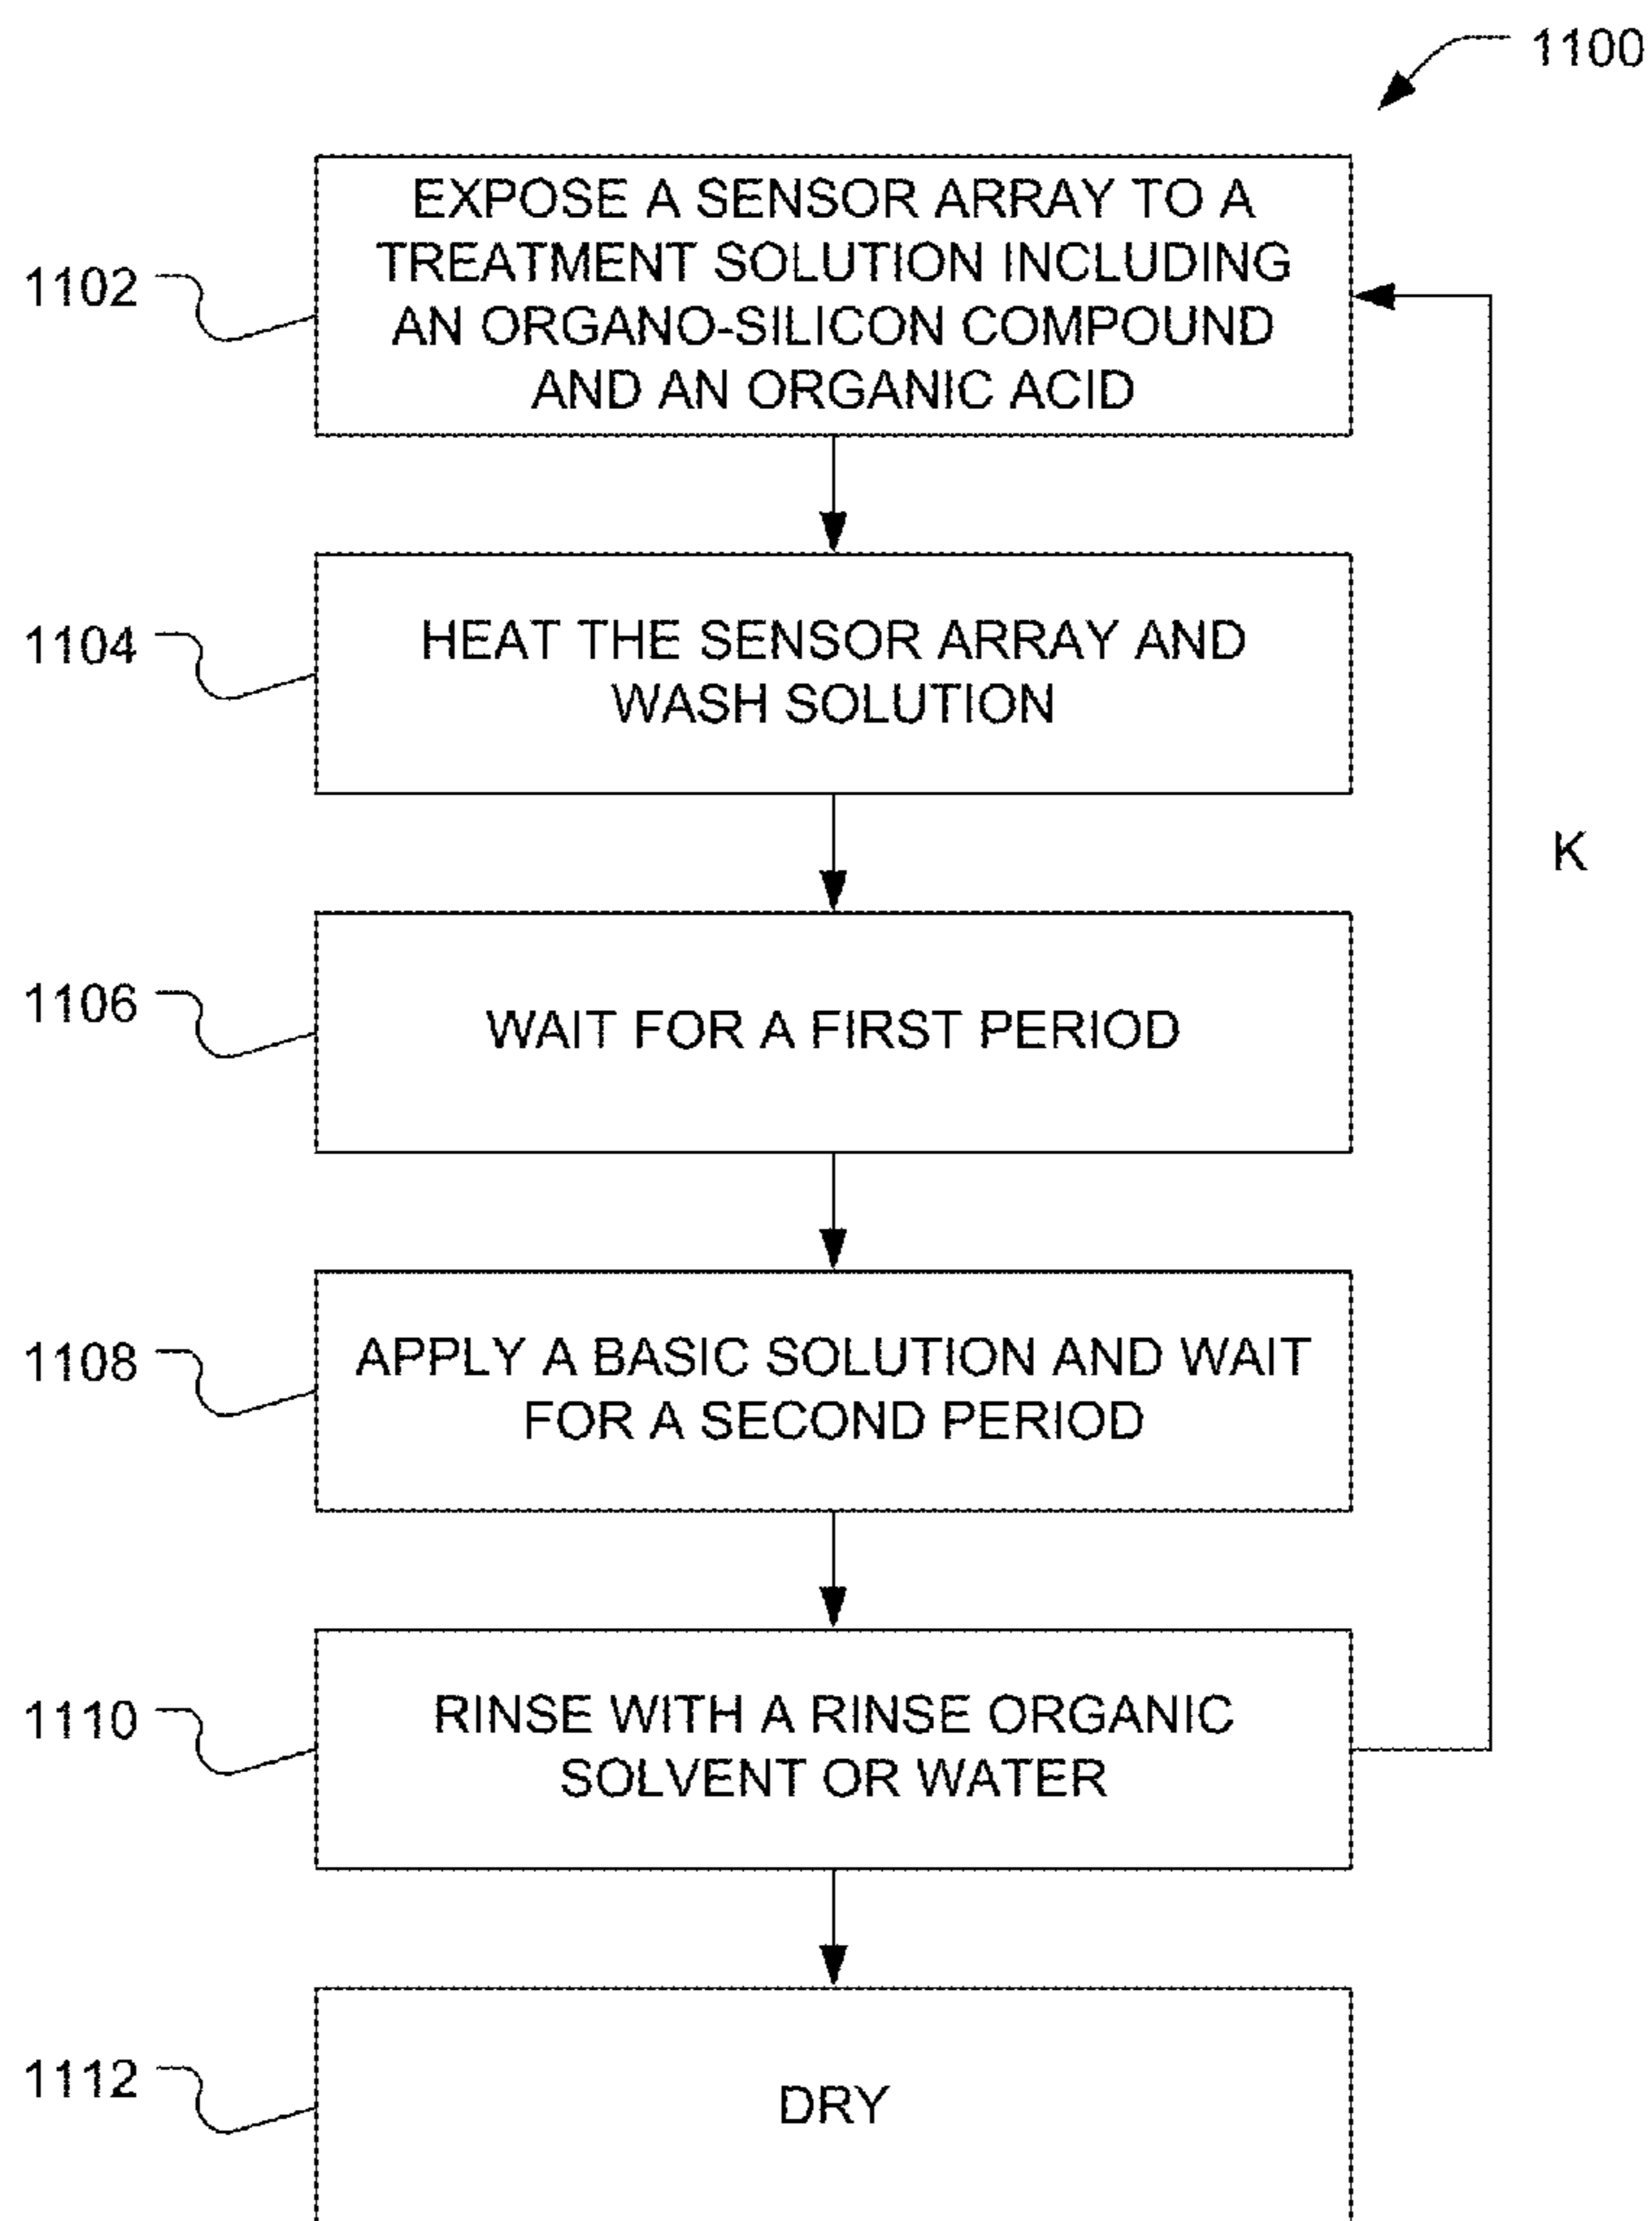 1100
1102
EXPOSE A SENSOR ARRAY TO A
TREATMENT SOLUTION INCLUDING
AN ORGANO-SILICON COMPOUND
AND AN ORGANIC ACID
1104
HEAT THE SENSOR ARRAY AND
WASH SOLUTION
K
1106
WAIT FOR A FIRST PERIOD
1108
APPLY A BASIC SOLUTION AND WAIT
FOR A SECOND PERIOD
1110
RINSE WITH A RINSE ORGANIC
SOLVENT OR WATER
1112
DRY